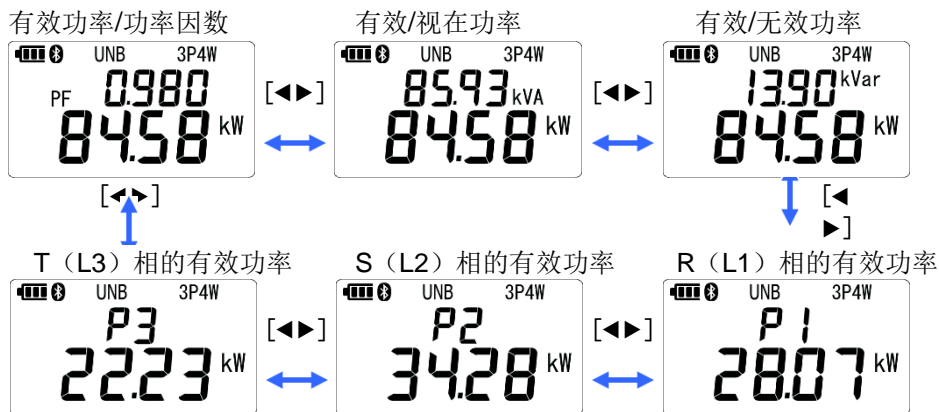 有效功率/功率因数 有效/视在功率 有效/无效功率
UNB 3P4W UNB 3P4W UNB 3P4W
PF 0.980 [◀▶] 85.93 kVA [◀▶] 13.90 kVar
84.58 kW 84.58 kW 84.58 kW
[◀▶] [◀
▶]
T（L3）相的有效功率 S（L2）相的有效功率 R（L1）相的有效功率
UNB 3P4W UNB 3P4W UNB 3P4W
P3 [◀▶] P2 [◀▶] P1
22.23 kW 34.28 kW 28.07 kW